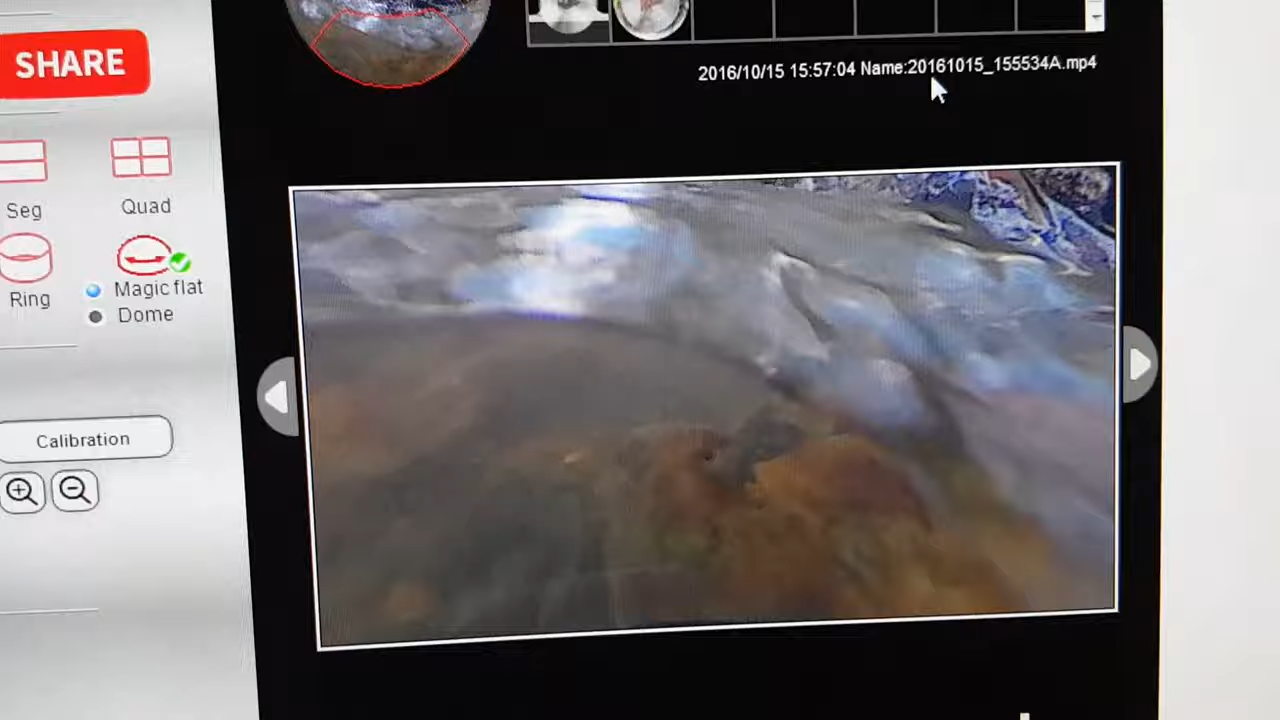 SHARE
2016/10/15 15:57:04 Name:20161015_155534A.mp4
Seg
Quad
Ring
Magic flat
Dome
Calibration